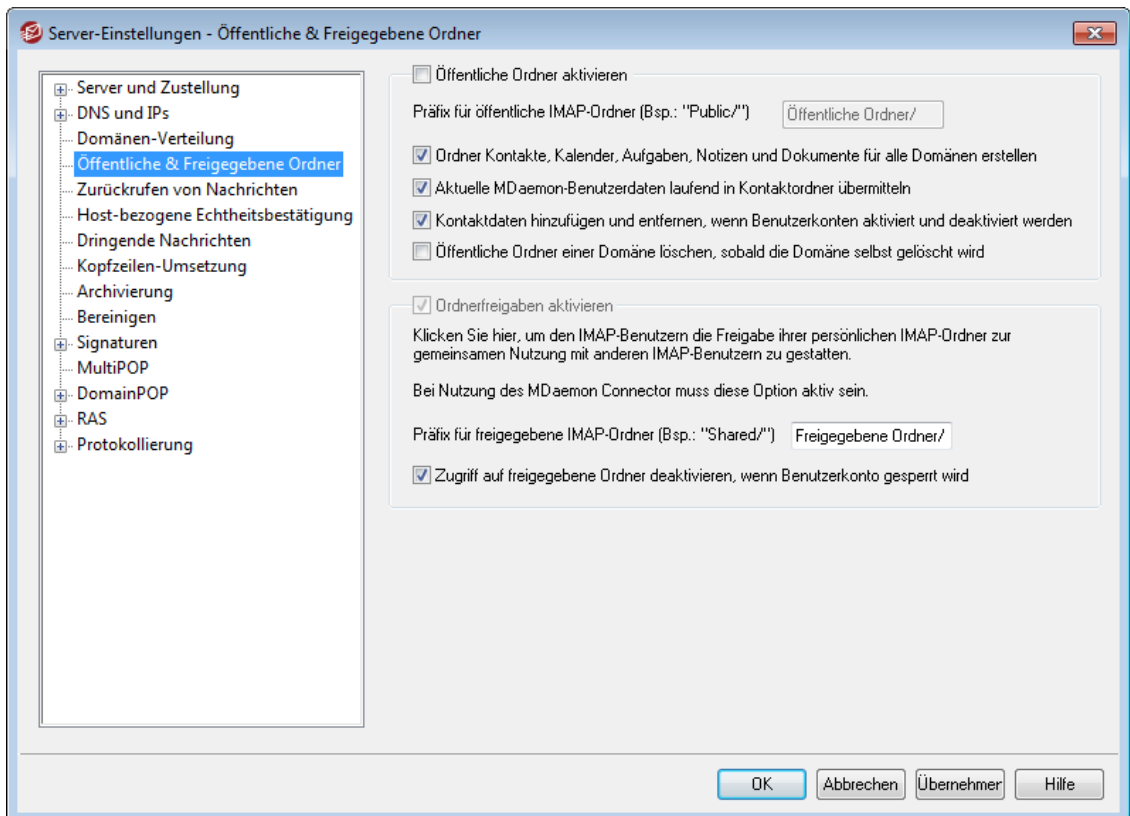 Server-Einstellungen - Öffentliche & Freigegebene Ordner
Server und Zustellung
DNS und IPs
Domänen-Verteilung
Öffentliche & Freigegebene Ordner
Zurückrufen von Nachrichten
Host-bezogene Echtheitsbestätigung
Dringende Nachrichten
Kopfzeilen-Umsetzung
Archivierung
Bereinigen
Signaturen
MultiPOP
DomainPOP
RAS
Protokollierung
Öffentliche Ordner aktivieren
Präfix für öffentliche IMAP-Ordner (Bsp.: "Public/") Öffentliche Ordner/
Ordner Kontakte, Kalender, Aufgaben, Notizen und Dokumente für alle Domänen erstellen
Aktuelle MDaemon-Benutzerdaten laufend in Kontaktordner übermitteln
Kontaktdaten hinzufügen und entfernen, wenn Benutzerkonten aktiviert und deaktiviert werden
Öffentliche Ordner einer Domäne löschen, sobald die Domäne selbst gelöscht wird
Ordnerfreigaben aktivieren
Klicken Sie hier, um den IMAP-Benutzern die Freigabe ihrer persönlichen IMAP-Ordner zur
gemeinsamen Nutzung mit anderen IMAP-Benutzern zu gestatten.
Bei Nutzung des MDaemon Connector muss diese Option aktiv sein.
Präfix für freigegebene IMAP-Ordner (Bsp.: "Shared/") Freigegebene Ordner/
Zugriff auf freigegebene Ordner deaktivieren, wenn Benutzerkonto gesperrt wird
OK Abbrechen Übernehmer Hilfe